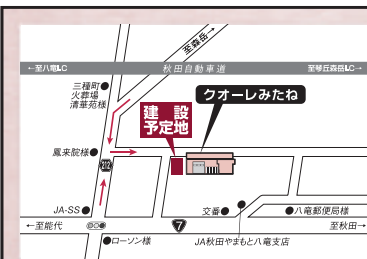 至森岳→
←至八竜I.C
秋田自動車道
至琴丘森岳I.C→
三種町
火葬場
清華苑様
クオーレみたね
建設
予定地
鳳来院様
212
JA-SS
交番
八竜郵便局様
←至能代
7
至秋田→
ローソン様
JA秋田やまもと八竜支店